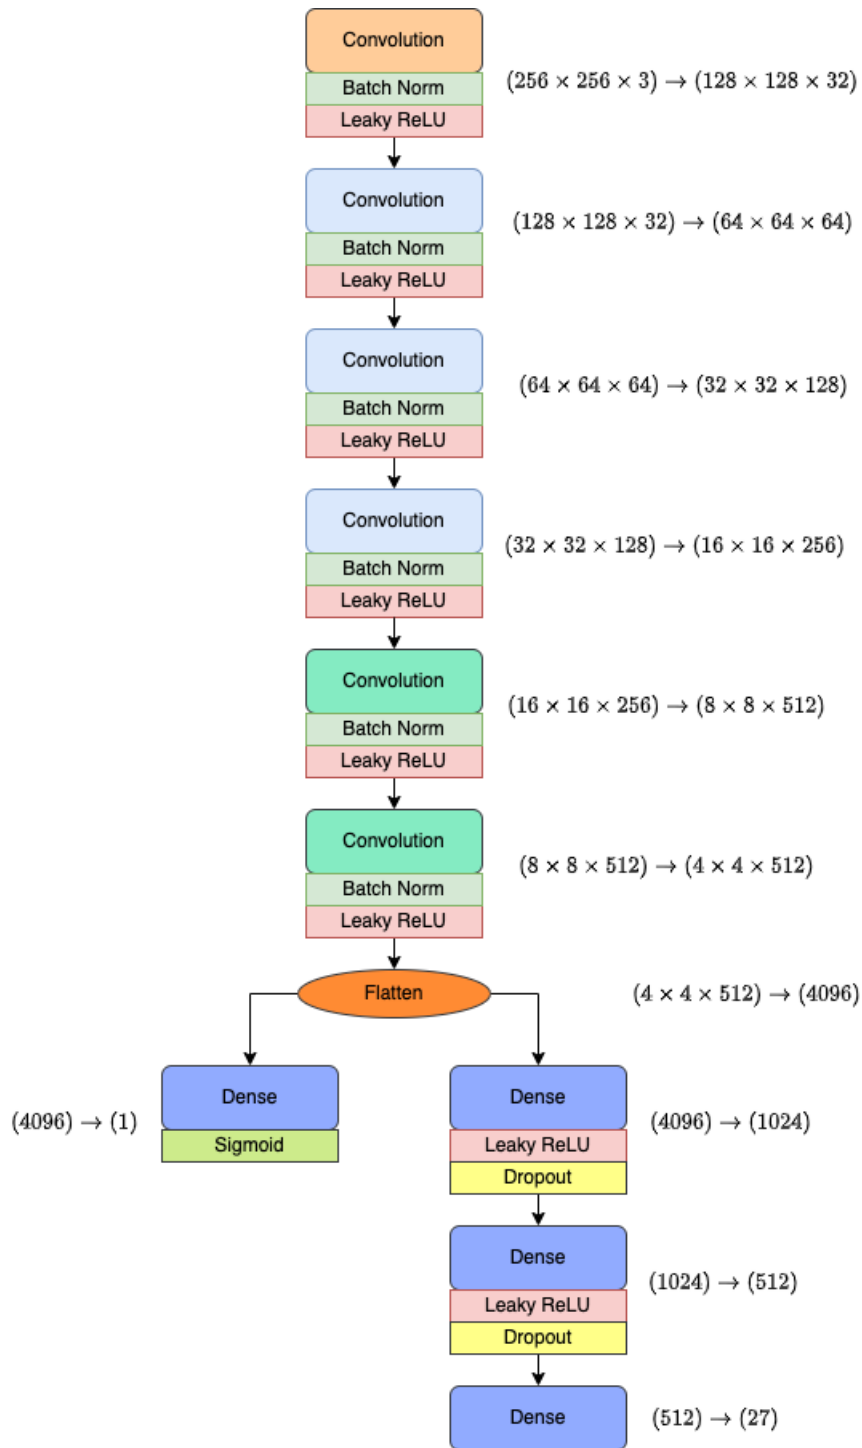 Convolution
Batch Norm
Leaky ReLU
(256 × 256 × 3) → (128 × 128 × 32)
Convolution
Batch Norm
Leaky ReLU
(128 × 128 × 32) → (64 × 64 × 64)
Convolution
Batch Norm
Leaky ReLU
(64 × 64 × 64) → (32 × 32 × 128)
Convolution
Batch Norm
Leaky ReLU
(32 × 32 × 128) → (16 × 16 × 256)
Convolution
Batch Norm
Leaky ReLU
(16 × 16 × 256) → (8 × 8 × 512)
Convolution
Batch Norm
Leaky ReLU
(8 × 8 × 512) → (4 × 4 × 512)
Flatten
(4 × 4 × 512) → (4096)
(4096) → (1)
Dense
Sigmoid
Dense
Leaky ReLU
Dropout
(4096) → (1024)
Dense
Leaky ReLU
Dropout
(1024) → (512)
Dense
(512) → (27)